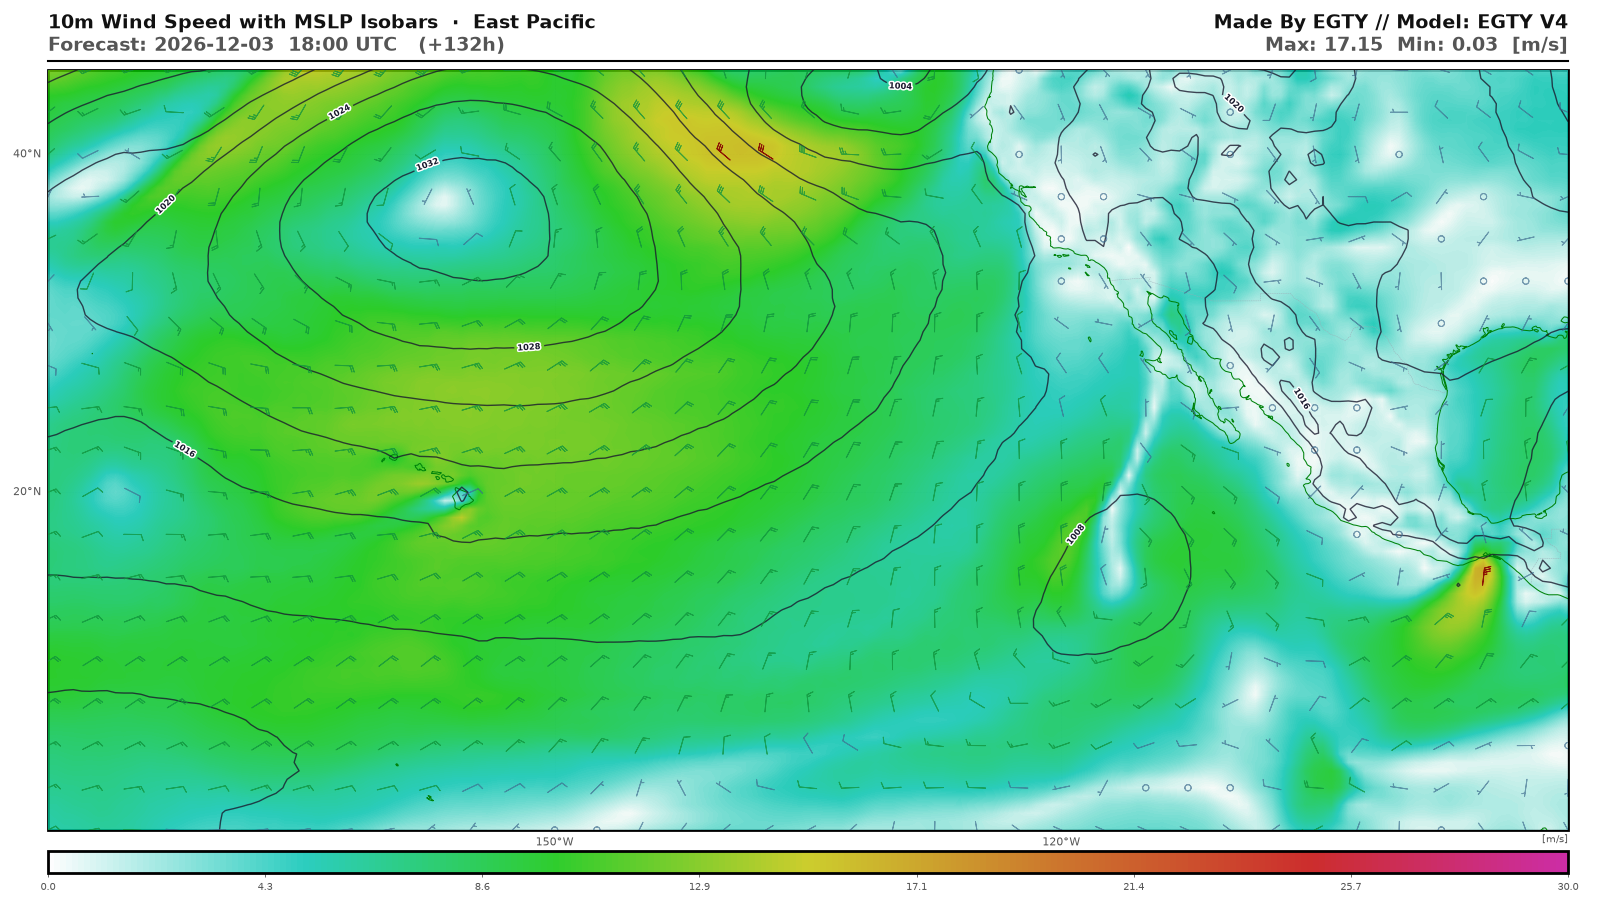 10m Wind Speed with MSLP Isobars · East Pacific
Made By EGTY // Model: EGTY V4
Forecast: 2026-12-03 18:00 UTC (+132h)
Max: 17.15 Min: 0.03 [m/s]
1004
1020
1024
40°N
1032
1020
1028
1016
1016
20°N
1008
150°W
120°W
[m/s]
0.0
4.3
8.6
12.9
17.1
21.4
25.7
30.0